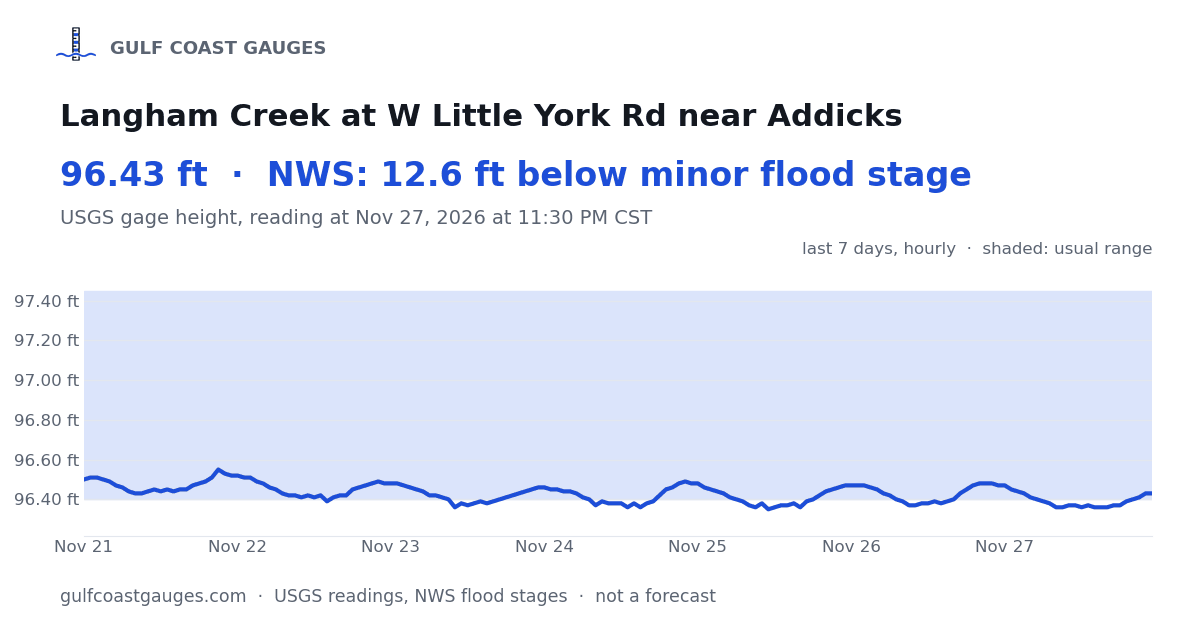 GULF COAST GAUGES
Langham Creek at W Little York Rd near Addicks
96.43 ft · NWS: 12.6 ft below minor flood stage
USGS gage height, reading at Nov 27, 2026 at 11:30 PM CST
last 7 days, hourly · shaded: usual range
97.40 ft
97.20 ft
97.00 ft
96.80 ft
96.60 ft
96.40 ft
Nov 21 Nov 22 Nov 23 Nov 24 Nov 25 Nov 26 Nov 27
gulfcoastgauges.com · USGS readings, NWS flood stages · not a forecast